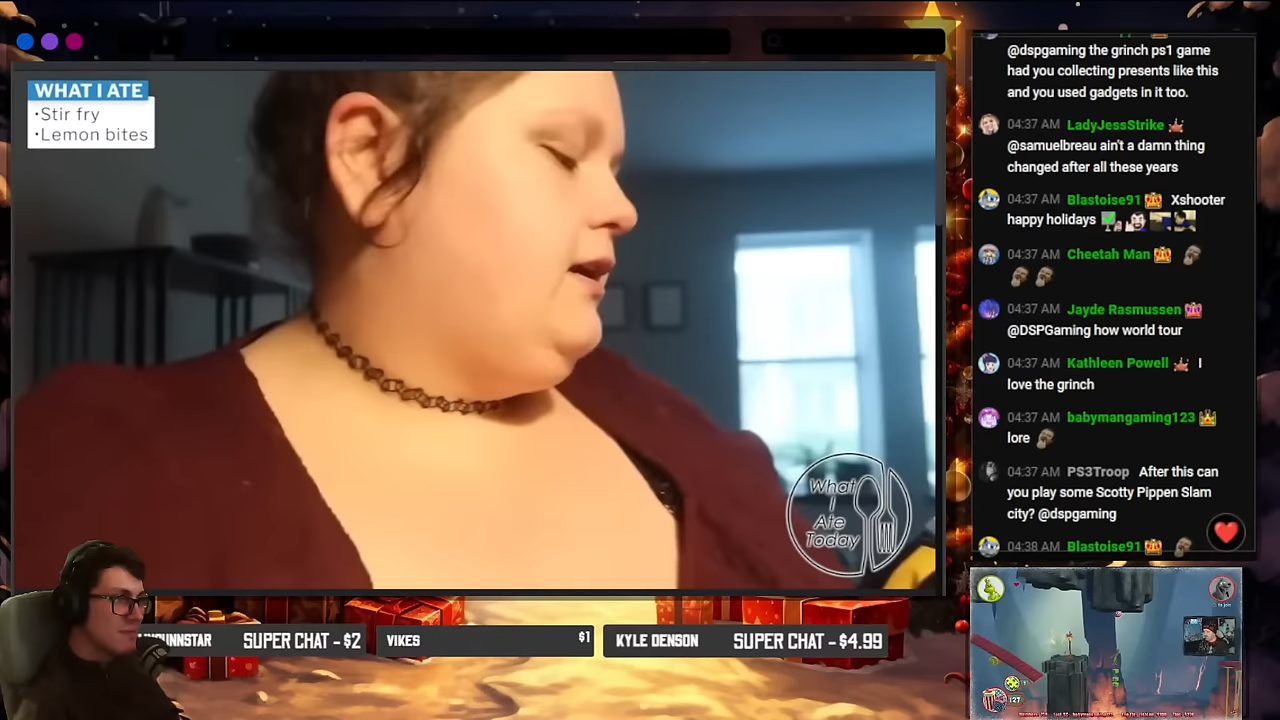 WHAT I ATE
·Stir fry
·Lemon bites
What
I
Ate
Today
SUPER CHAT – $2
VIKES
$1
KYLE DENSON
SUPER CHAT – $4.99
@dspgaming the grinch ps1 game
had you collecting presents like this
and you used gadgets in it too.
04:37 AM LadyJessStrike
@samuelbreau ain't a damn thing
changed after all these years
04:37 AM Blastoise91 Xshooter
happy holidays
04:37 AM Cheetah Man
04:37 AM Jayde Rasmussen
@DSPGaming how world tour
04:37 AM Kathleen Powell I
love the grinch
04:37 AM babymangaming123
lore
04:37 AM PS3Troop After this can
you play some Scotty Pippen Slam
city? @dspgaming
04:38 AM Blastoise91
127